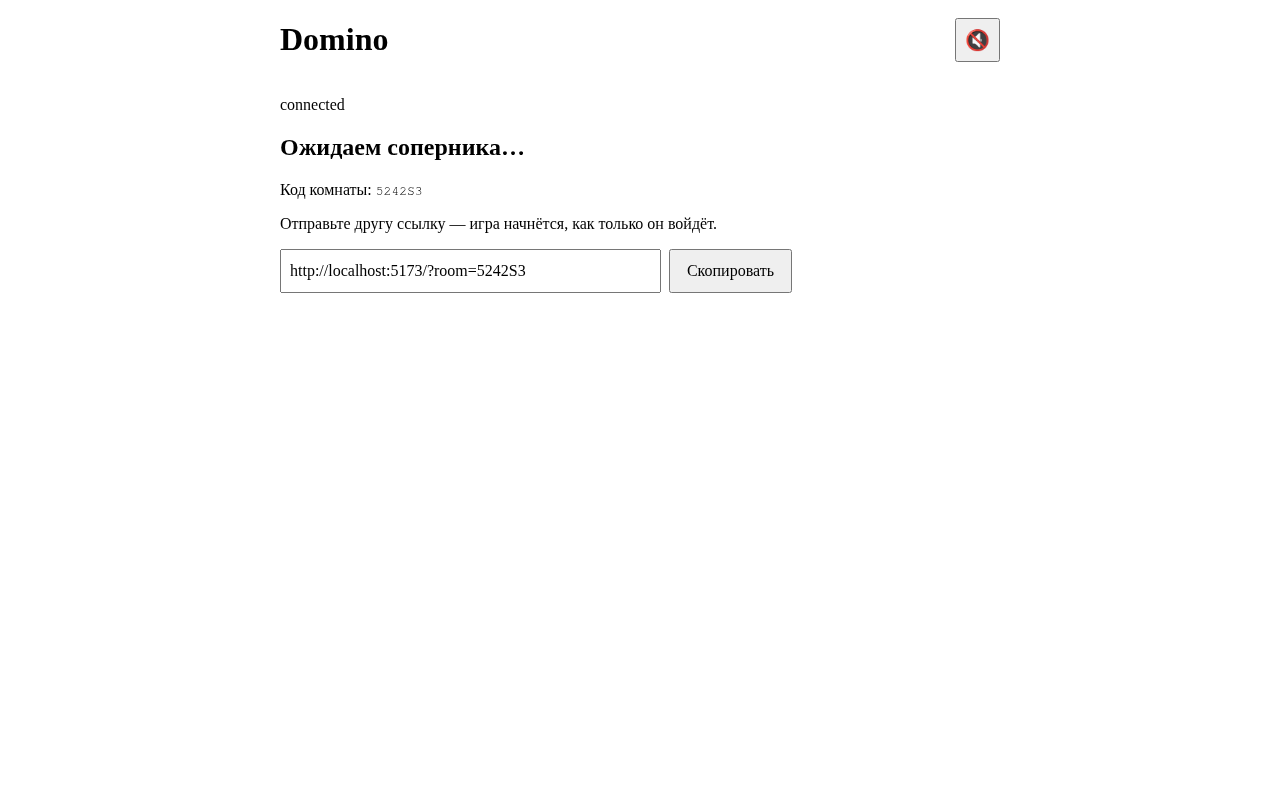 Domino
connected
Ожидаем соперника…
Код комнаты: 5242S3
Отправьте другу ссылку — игра начнётся, как только он войдёт.
http://localhost:5173/?room=5242S3 Скопировать